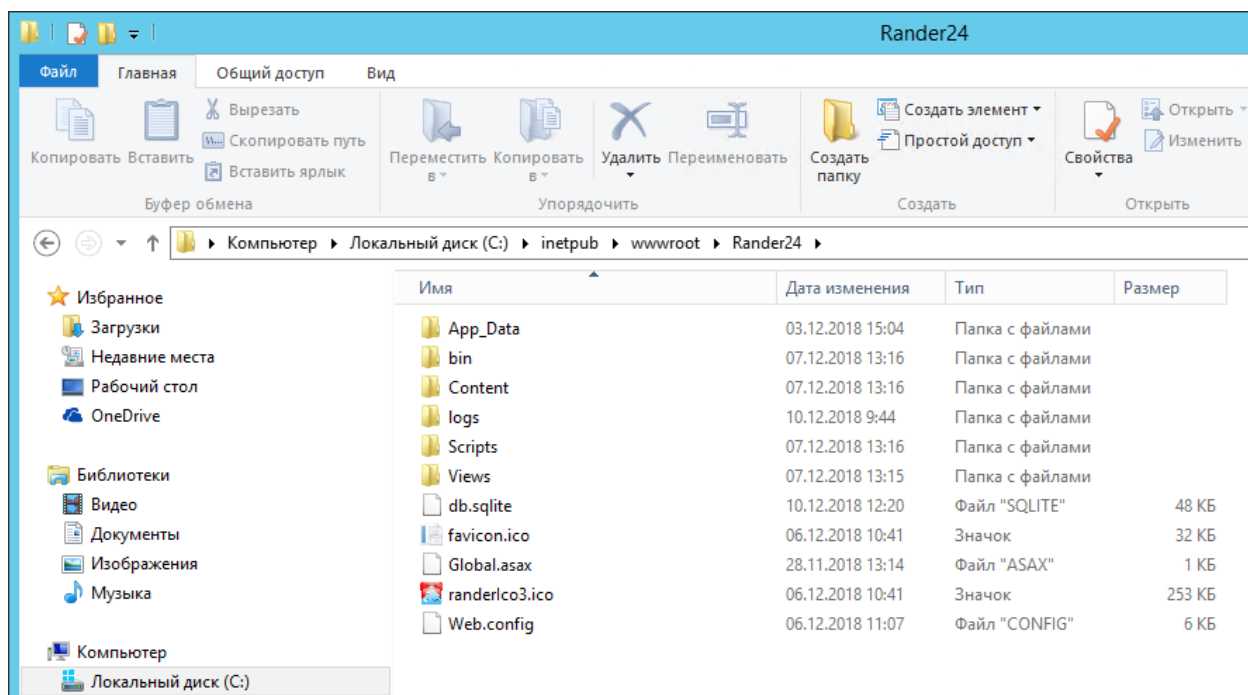 Rander24
Файл Главная Общий доступ Вид
Копировать Вставить Вырезать Скопировать путь Вставить ярлык
Переместить в Копировать в Удалить Переименовать
Создать папку Создать элемент Простой доступ
Свойства Открыть Изменить
Буфер обмена Упорядочить Создать Открыть
Компьютер Локальный диск (C:) inetpub wwwroot Rander24
Избранное
Загрузки
Недавние места
Рабочий стол
OneDrive
Библиотеки
Видео
Документы
Изображения
Музыка
Компьютер
Локальный диск (C:)
Имя Дата изменения Тип Размер
App_Data 03.12.2018 15:04 Папка с файлами
bin 07.12.2018 13:16 Папка с файлами
Content 07.12.2018 13:16 Папка с файлами
logs 10.12.2018 9:44 Папка с файлами
Scripts 07.12.2018 13:16 Папка с файлами
Views 07.12.2018 13:15 Папка с файлами
db.sqlite 10.12.2018 12:20 Файл "SQLITE" 48 КБ
favicon.ico 06.12.2018 10:41 Значок 32 КБ
Global.asax 28.11.2018 13:14 Файл "ASAX" 1 КБ
randerIco3.ico 06.12.2018 10:41 Значок 253 КБ
Web.config 06.12.2018 11:07 Файл "CONFIG" 6 КБ